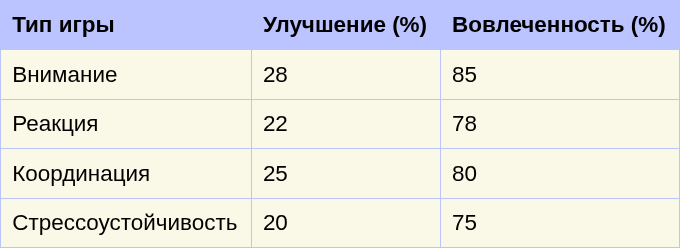 Тип игры Улучшение (%) Вовлеченность (%)
Внимание 28 85
Реакция 22 78
Координация 25 80
Стрессоустойчивость 20 75